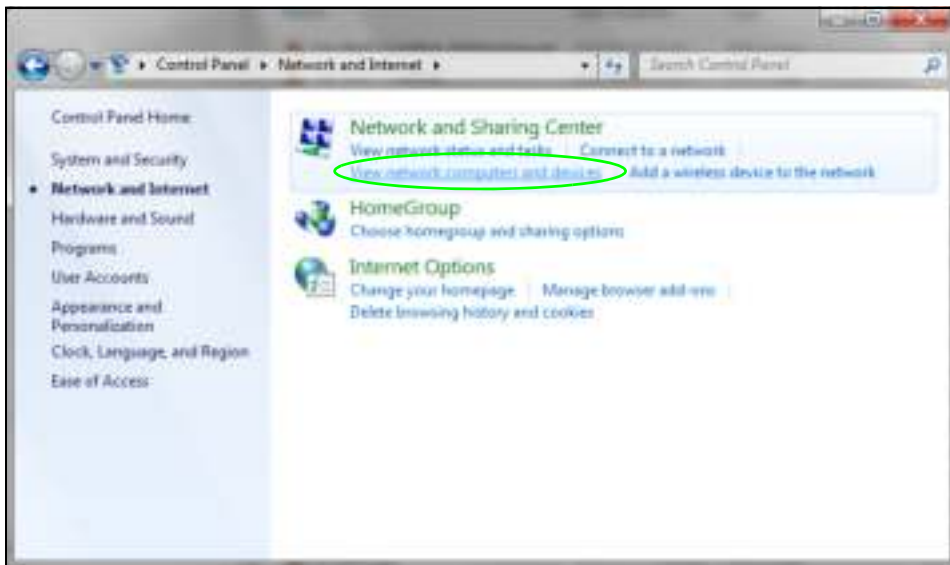 Control Panel Network and Internet
Search Control Panel
Control Panel Home
System and Security
Network and Internet
Hardware and Sound
Programs
User Accounts
Appearance and
Personalization
Clock, Language, and Region
Ease of Access
Network and Sharing Center
View network status and tasks Connect to a network
View network computers and devices Add a wireless device to the network
HomeGroup
Choose homegroup and sharing options
Internet Options
Change your homepage Manage browser add-ons
Delete browsing history and cookies